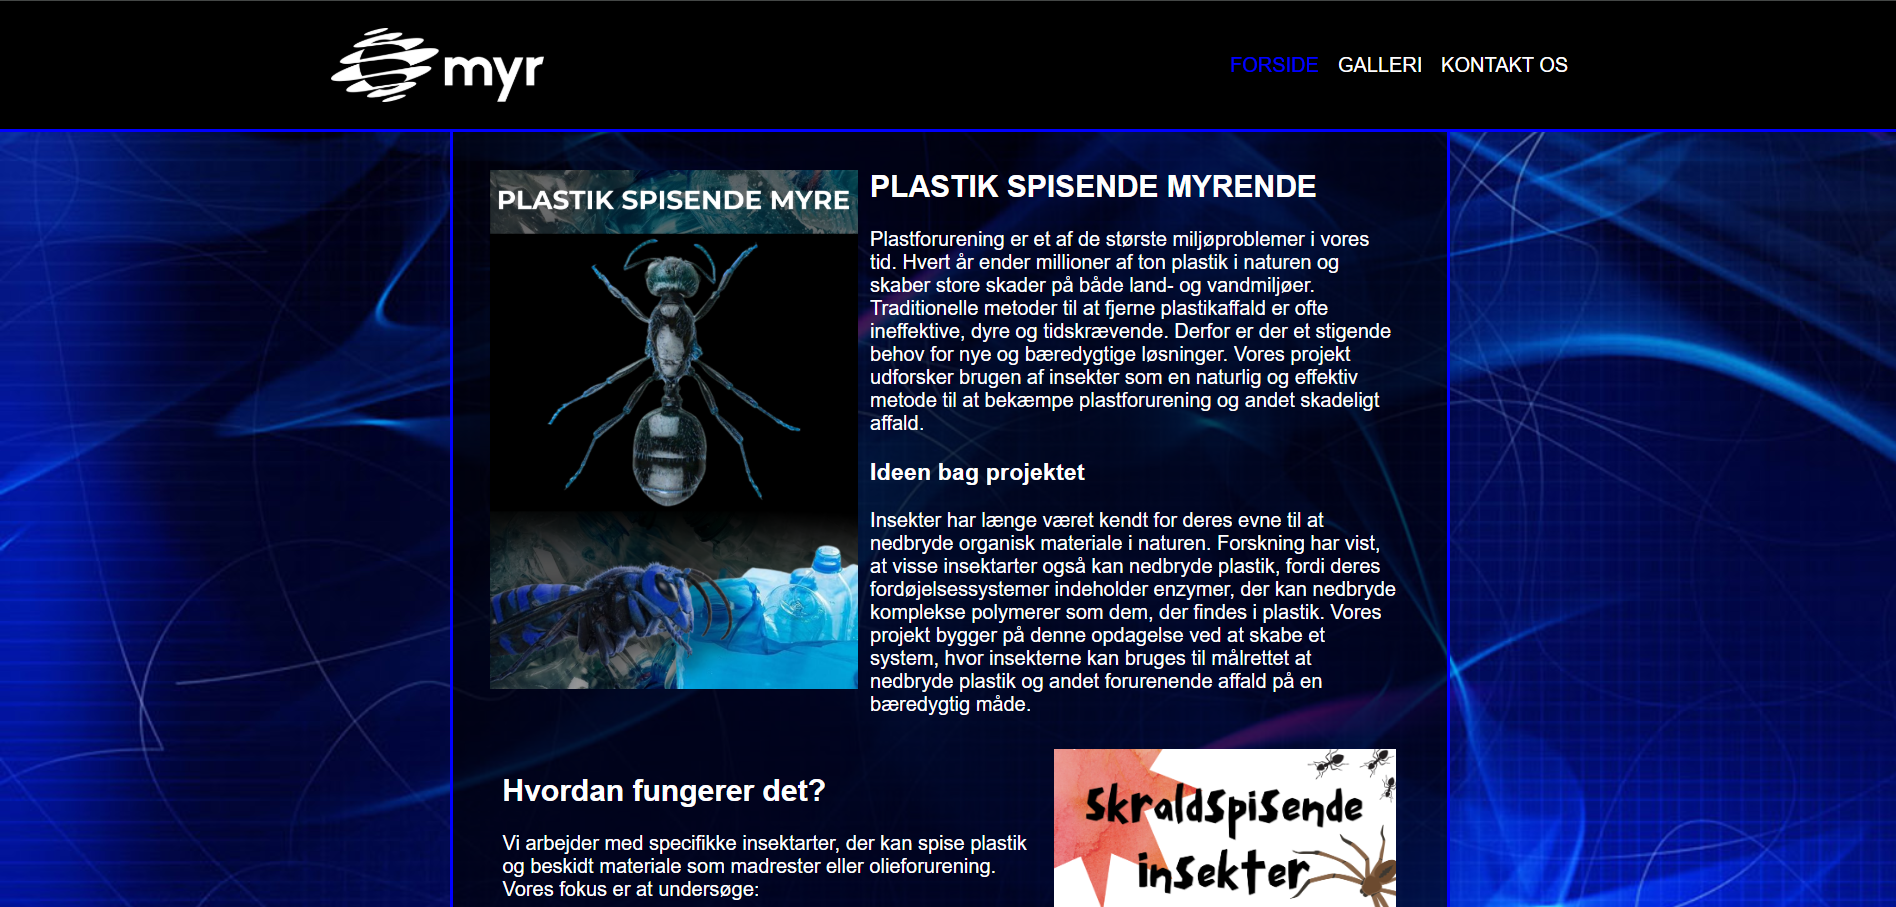 myr
FORSIDE GALLERI KONTAKT OS
PLASTIK SPISENDE MYRE
PLASTIK SPISENDE MYRENDE
Plastforurening er et af de største miljøproblemer i vores
tid. Hvert år ender millioner af ton plastik i naturen og
skaber store skader på både land- og vandmiljøer.
Traditionelle metoder til at fjerne plastikaffald er ofte
ineffektive, dyre og tidskrævende. Derfor er der et stigende
behov for nye og bæredygtige løsninger. Vores projekt
udforsker brugen af insekter som en naturlig og effektiv
metode til at bekæmpe plastforurening og andet skadeligt
affald.
Ideen bag projektet
Insekter har længe været kendt for deres evne til at
nedbryde organisk materiale i naturen. Forskning har vist,
at visse insektarter også kan nedbryde plastik, fordi deres
fordøjelsessystemer indeholder enzymer, der kan nedbryde
komplekse polymerer som dem, der findes i plastik. Vores
projekt bygger på denne opdagelse ved at skabe et
system, hvor insekterne kan bruges til målrettet at
nedbryde plastik og andet forurenende affald på en
bæredygtig måde.
Hvordan fungerer det?
Vi arbejder med specifikke insektarter, der kan spise plastik
og beskidt materiale som madrester eller olieforurening.
Vores fokus er at undersøge:
skraldspisende
insekter